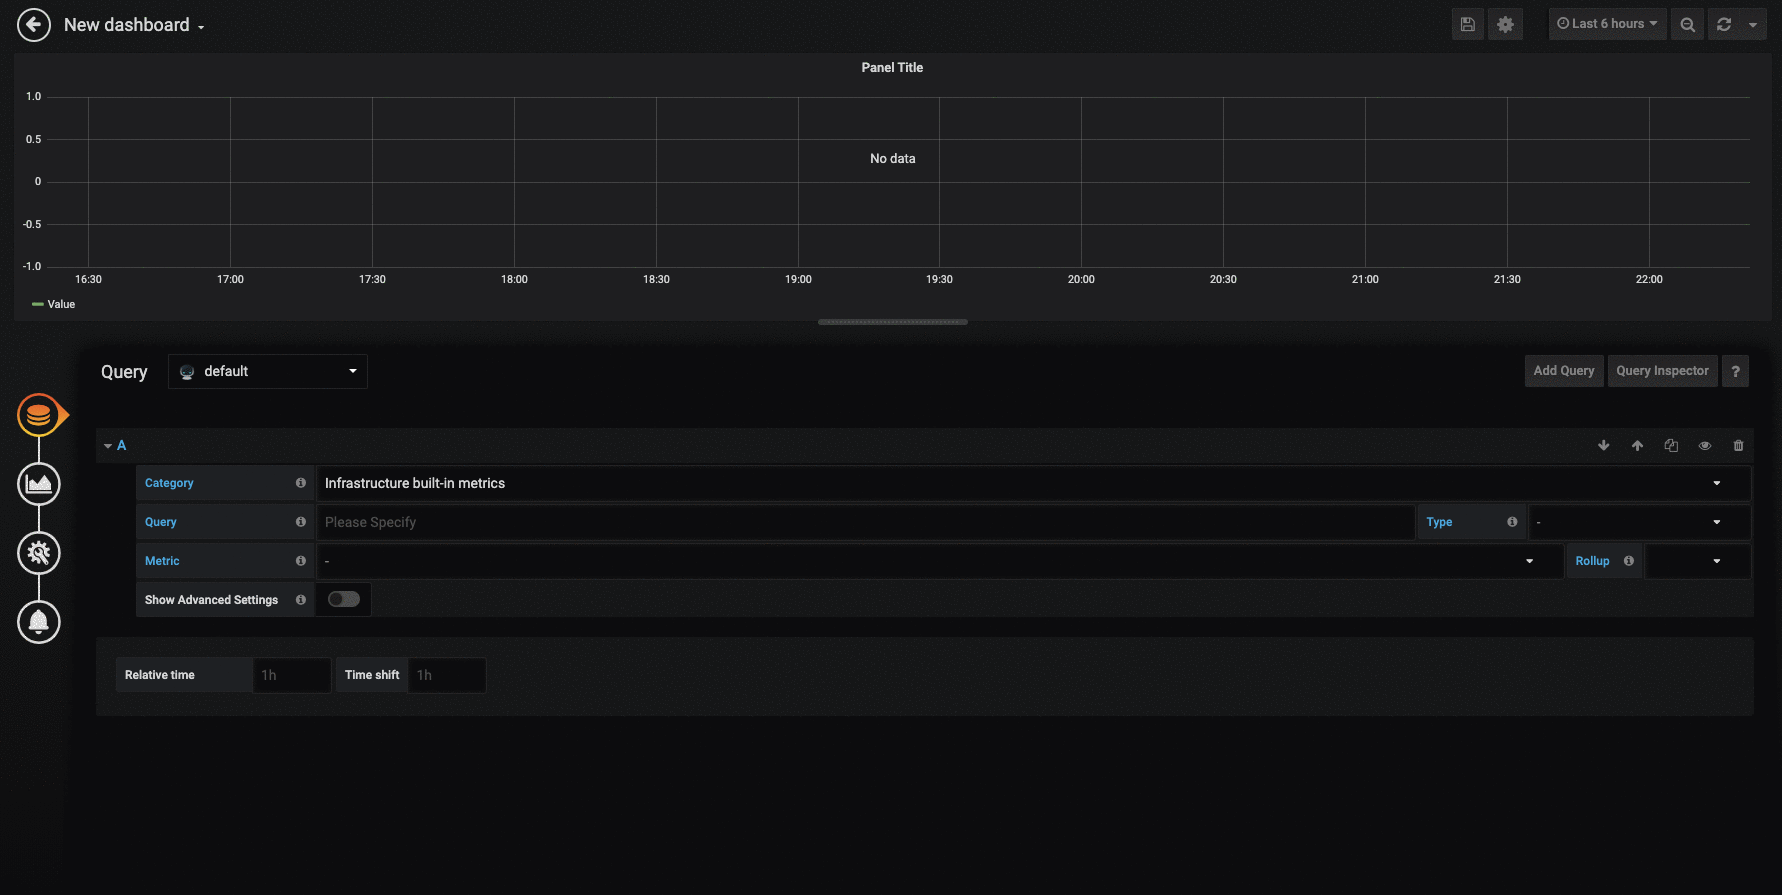 New dashboard
Last 6 hours
Panel Title
1.0
0.5
No data
0
-0.5
-1.0
16:30 17:00 17:30 18:00 18:30 19:00 19:30 20:00 20:30 21:00 21:30 22:00
Value
Query default Add Query Query Inspector ?
A
Category Infrastructure built-in metrics
Query Please Specify Type -
Metric - Rollup
Show Advanced Settings
Relative time 1h Time shift 1h